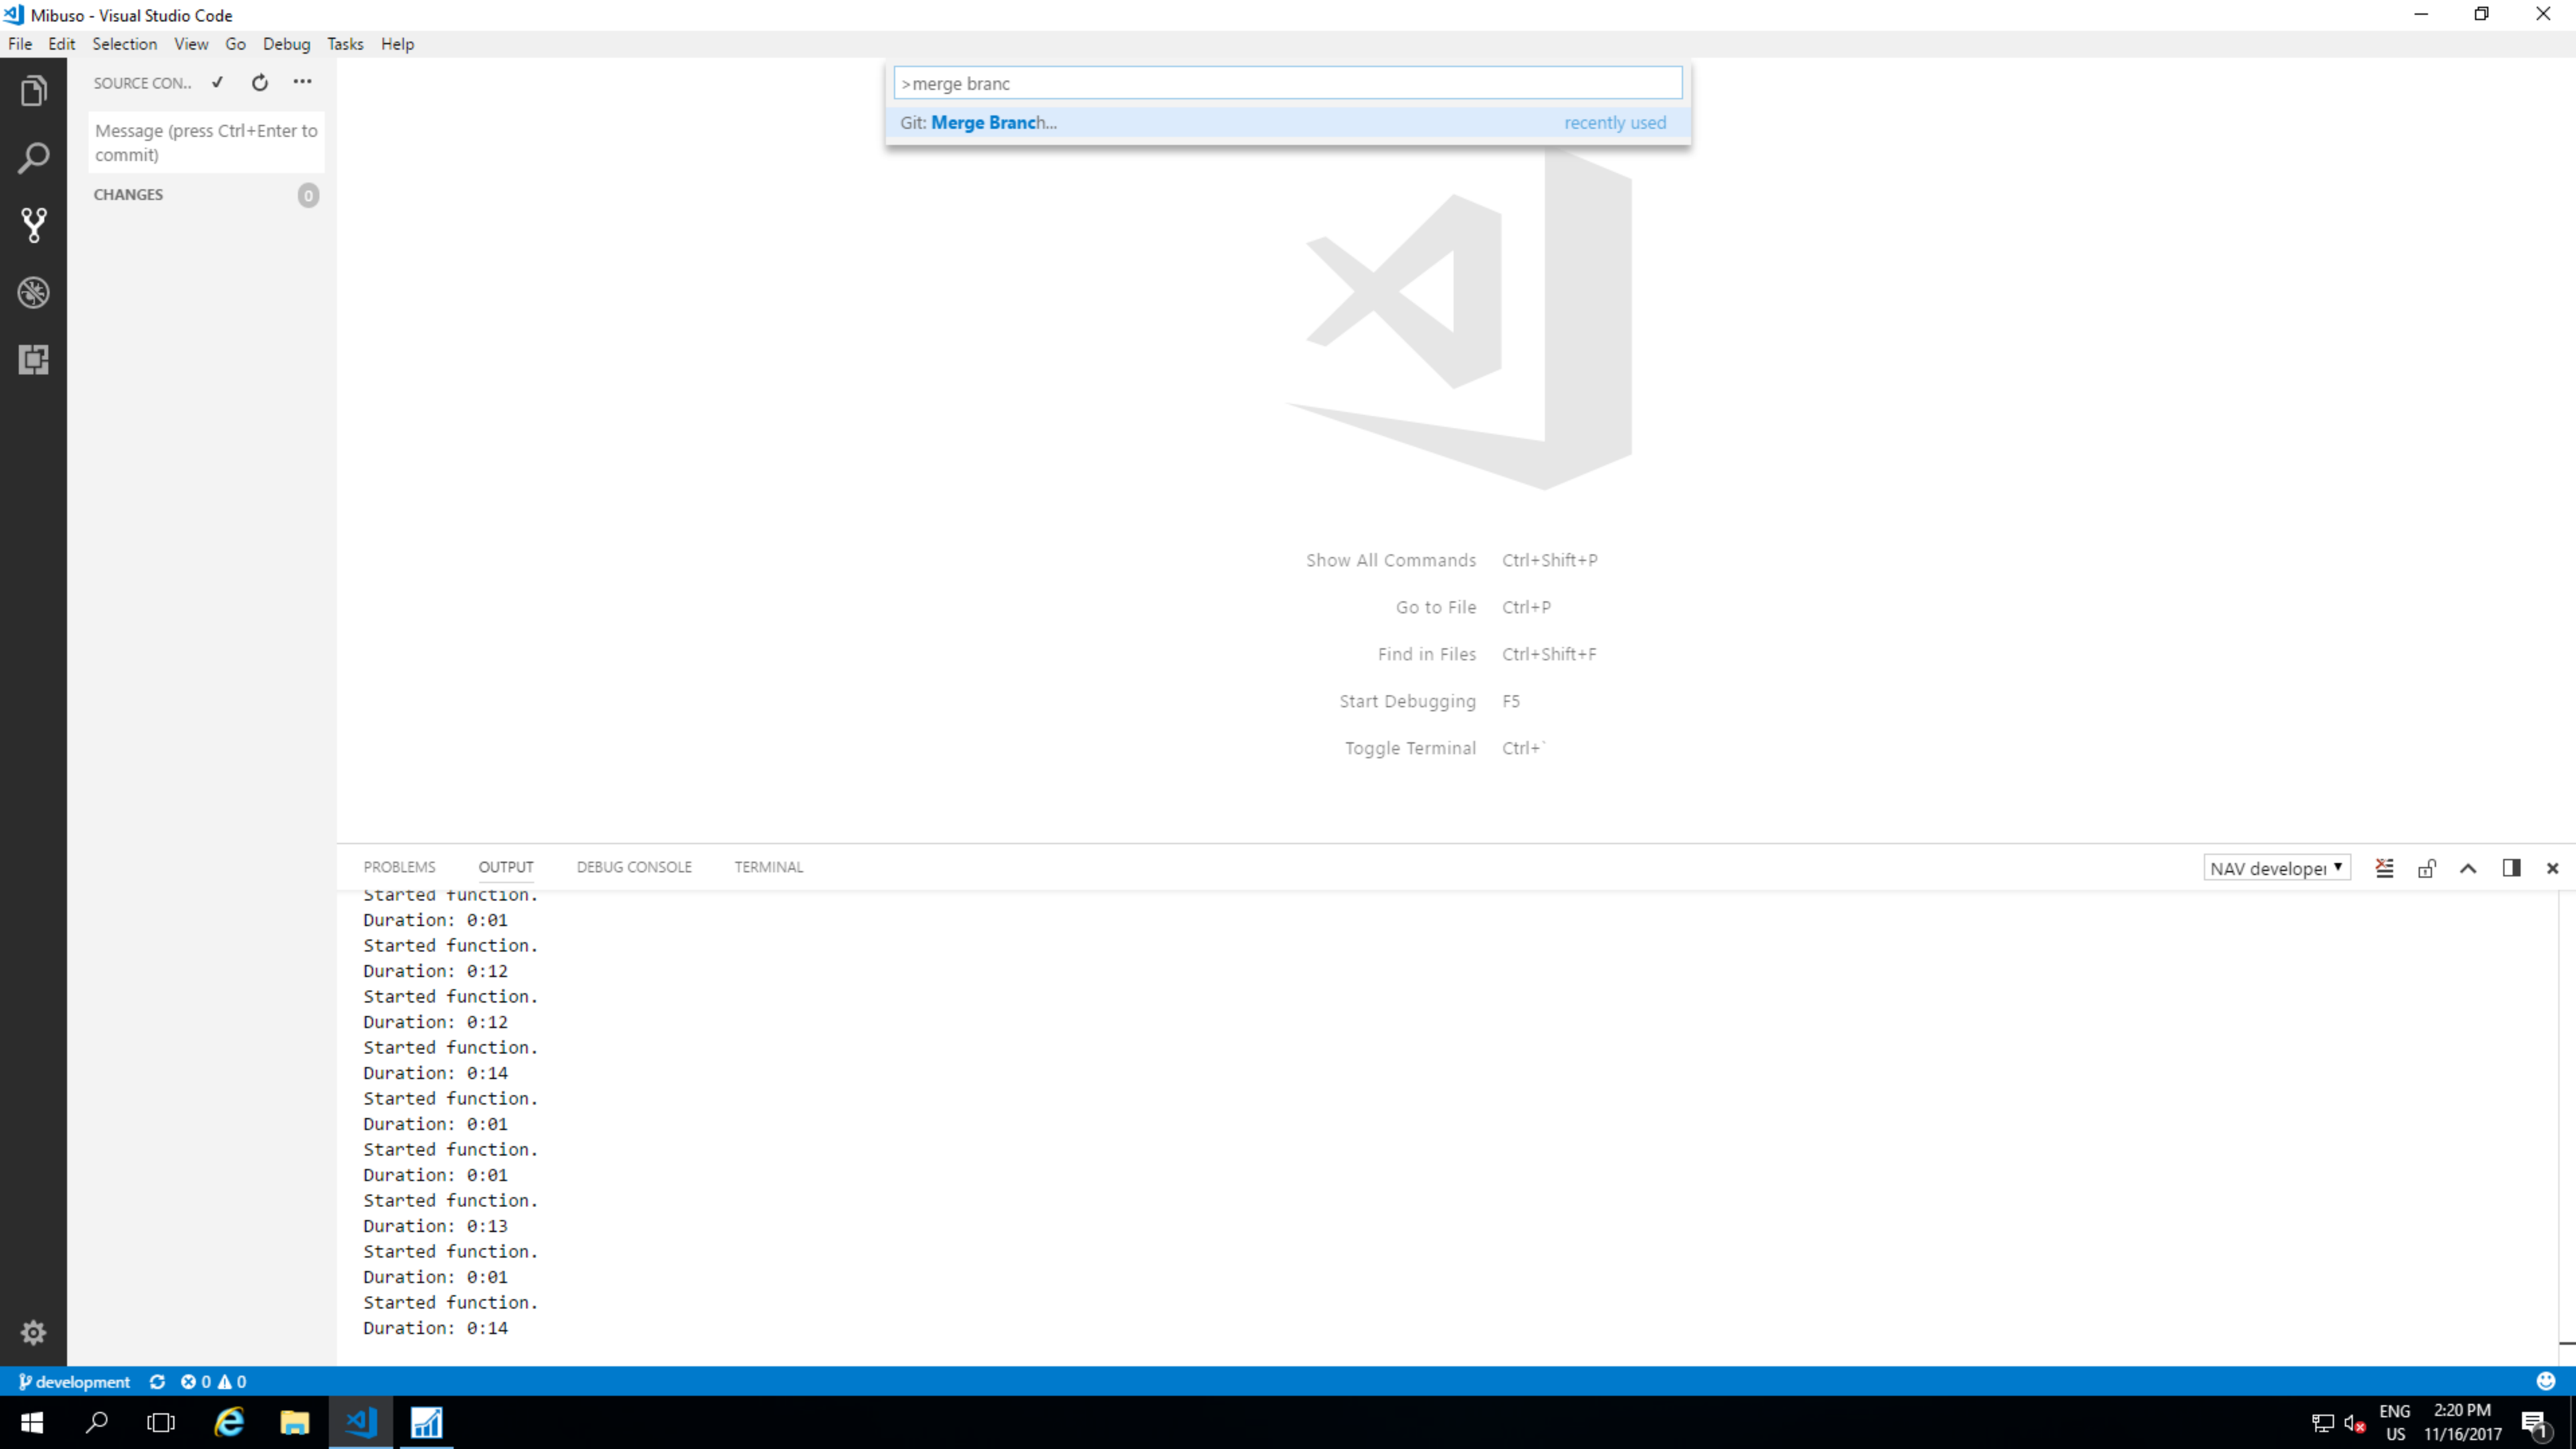 Mibuso - Visual Studio Code
File Edit Selection View Go Debug Tasks Help
SOURCE CON..
>merge branc
Git: Merge Branch... recently used
Message (press Ctrl+Enter to
commit)
CHANGES 0
Show All Commands Ctrl+Shift+P
Go to File Ctrl+P
Find in Files Ctrl+Shift+F
Start Debugging F5
Toggle Terminal Ctrl+`
PROBLEMS OUTPUT DEBUG CONSOLE TERMINAL NAV developer
Started function.
Duration: 0:01
Started function.
Duration: 0:12
Started function.
Duration: 0:12
Started function.
Duration: 0:14
Started function.
Duration: 0:01
Started function.
Duration: 0:01
Started function.
Duration: 0:13
Started function.
Duration: 0:01
Started function.
Duration: 0:14
development 0 0
ENG 2:20 PM
US 11/16/2017 1